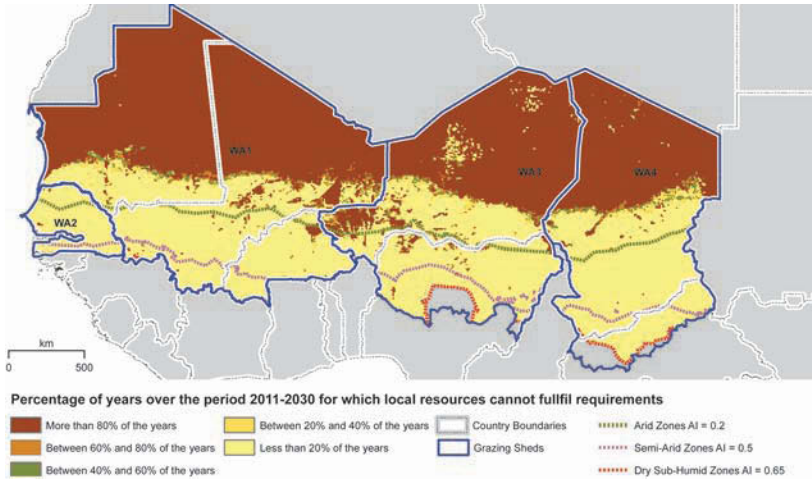 WA1
WA3
WA4
WA2
km
0 500
Percentage of years over the period 2011-2030 for which local resources cannot fullfil requirements
More than 80% of the years
Between 60 and 80% of the years
Between 40% and 60% of the years
Between 20% and 40% of the years
Less than 20% of the years
Country Boundaries
Grazing Sheds
Arid Zones AI = 0.2
Semi-Arid Zones AI = 0.5
Dry Sub-Humid Zones AI = 0.65